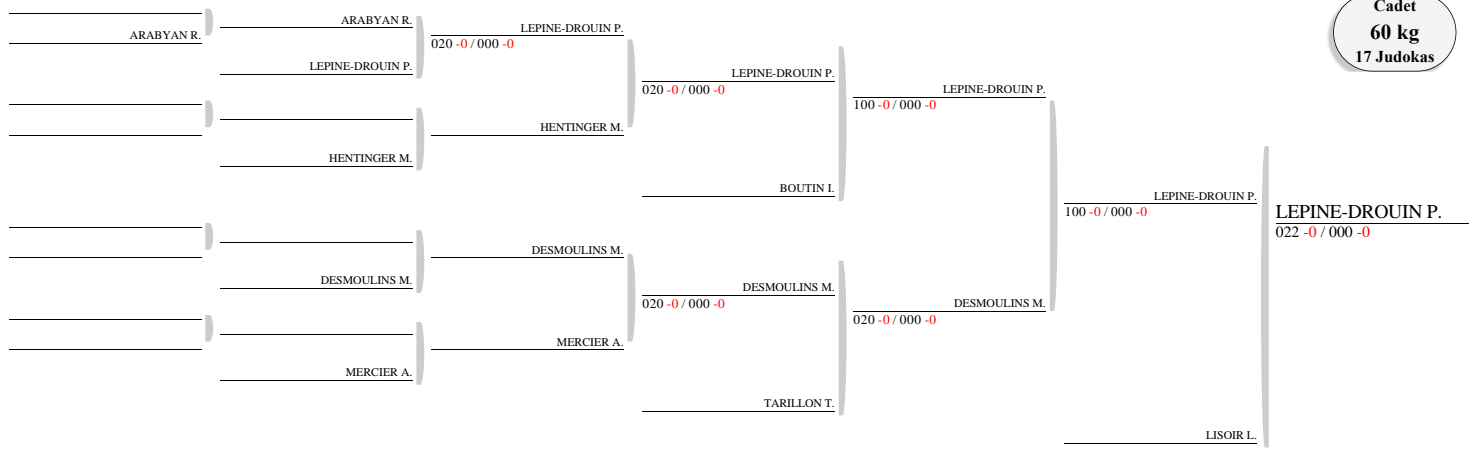 Cadet
60 kg
17 Judokas
ARABYAN R.
ARABYAN R.
LEPINE-DROUIN P.
LEPINE-DROUIN P.
020 -0 / 000 -0
HENTINGER M.
HENTINGER M.
LEPINE-DROUIN P.
020 -0 / 000 -0
BOUTIN I.
LEPINE-DROUIN P.
100 -0 / 000 -0
DESMOULINS M.
DESMOULINS M.
MERCIER A.
MERCIER A.
DESMOULINS M.
020 -0 / 000 -0
TARILLON T.
DESMOULINS M.
020 -0 / 000 -0
LEPINE-DROUIN P.
100 -0 / 000 -0
LISOIR L.
LEPINE-DROUIN P.
022 -0 / 000 -0